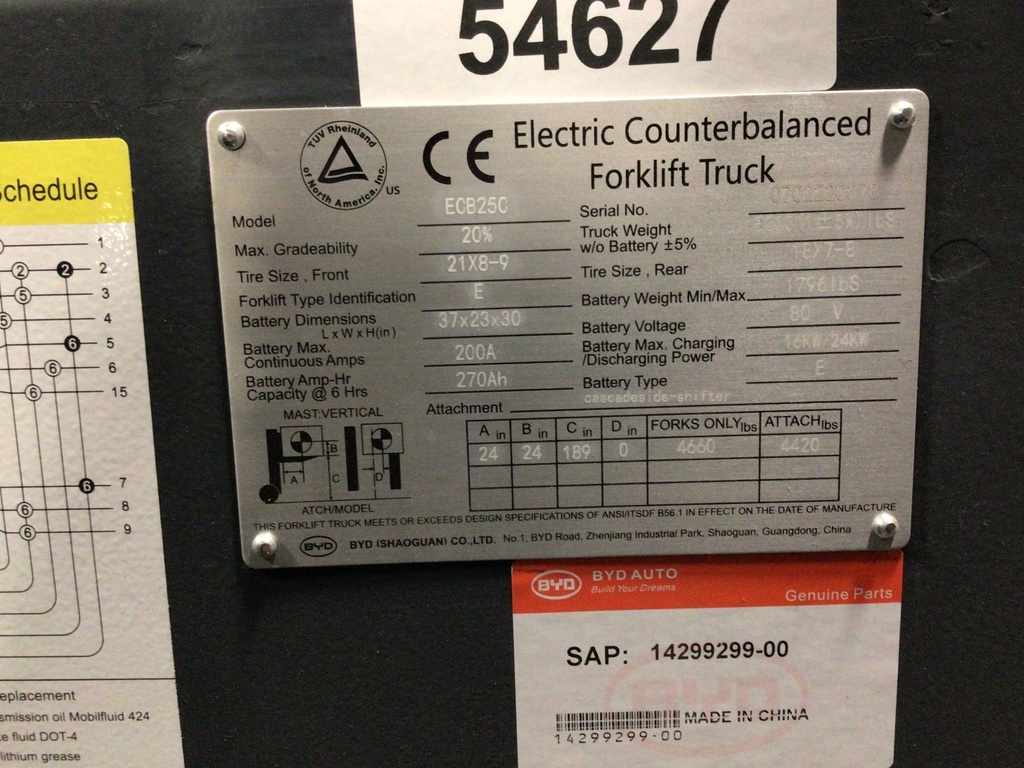 54627
Schedule
1
2 2 2
5 3
5 4
6 5
6 6
6 15
6 7
6 8
6 9
eplacement
smission oil Mobilfluid 424
ke fluid DOT-4
lithium grease
TÜV Rheinland
of North America, Inc.
US
CE
Electric Counterbalanced
Forklift Truck
Model ECB25C
Max. Gradeability 20%
Tire Size , Front 21X8-9
Forklift Type Identification E
Battery Dimensions
L x W x H(in) 37x23x30
Battery Max.
Continuous Amps 200A
Battery Amp-Hr
Capacity @ 6 Hrs 270Ah
Serial No.
Truck Weight
w/o Battery ±5%
Tire Size , Rear 18X7-8
Battery Weight Min/Max 1796lbS
Battery Voltage 80 V
Battery Max. Charging
/Discharging Power 16KW/24KW
Battery Type E
Attachment cascade side-shifter
MAST:VERTICAL
A B C D
ATCH/MODEL
A in B in C in D in FORKS ONLY lbs ATTACH lbs
24 24 189 0 4660 4420
THIS FORKLIFT TRUCK MEETS OR EXCEEDS DESIGN SPECIFICATIONS OF ANSI/ITSDF B56.1 IN EFFECT ON THE DATE OF MANUFACTURE
BYD BYD (SHAOGUAN) CO.,LTD. No.1, BYD Road, Zhenjiang Industrial Park, Shaoguan, Guangdong, China
BYD BYD AUTO
Build Your Dreams
Genuine Parts
SAP: 14299299-00
BYD
MADE IN CHINA
14299299-00